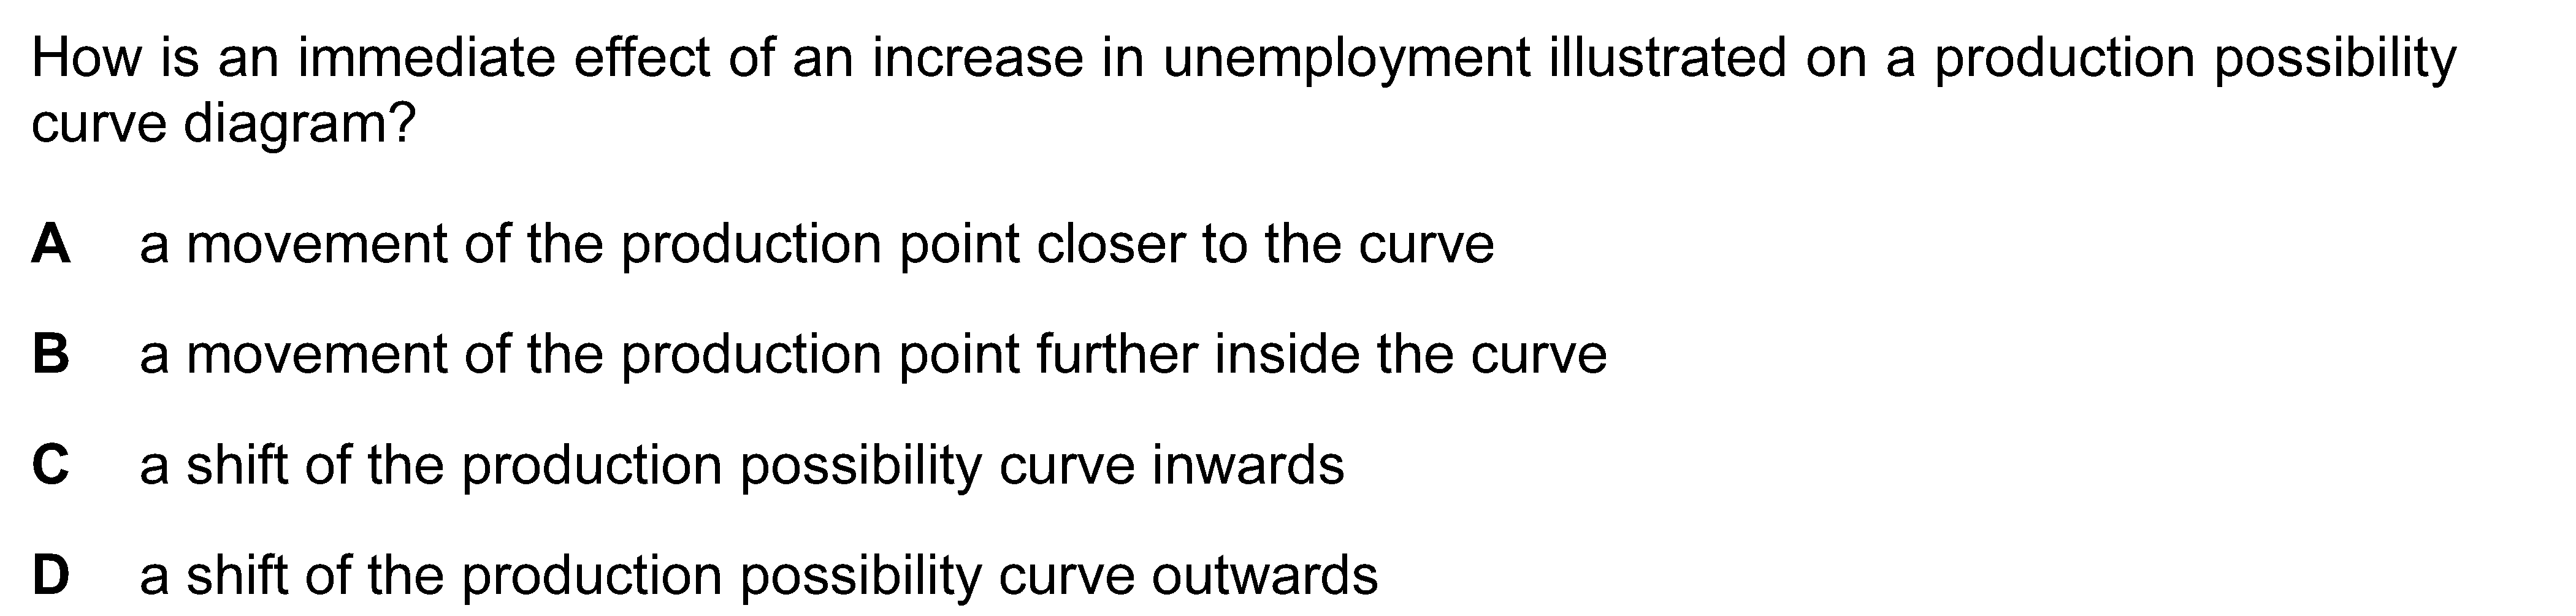 How is an immediate effect of an increase in unemployment illustrated on a production possibility
curve diagram?
A a movement of the production point closer to the curve
B a movement of the production point further inside the curve
C a shift of the production possibility curve inwards
D a shift of the production possibility curve outwards